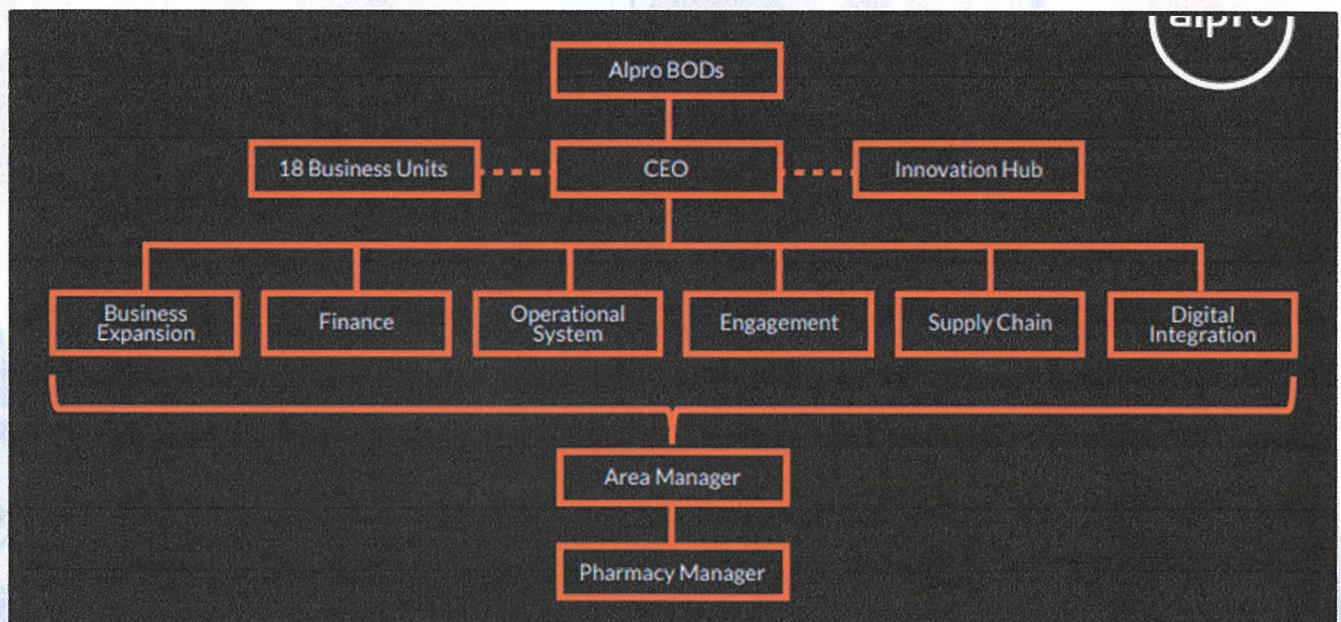 alpro
Alpro BODs
18 Business Units
CEO
Innovation Hub
Business
Expansion
Finance
Operational
System
Engagement
Supply Chain
Digital
Integration
Area Manager
Pharmacy Manager